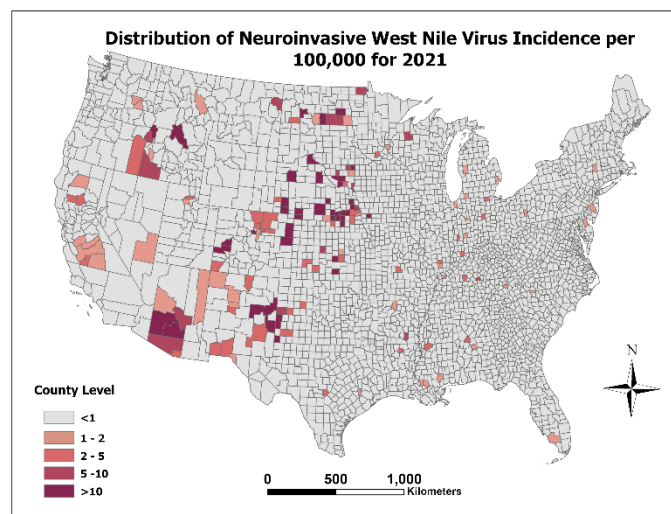 Distribution of Neuroinvasive West Nile Virus Incidence per
100,000 for 2021
N
County Level
<1
1 - 2
2 - 5
5 -10
>10
0 500 1,000
Kilometers